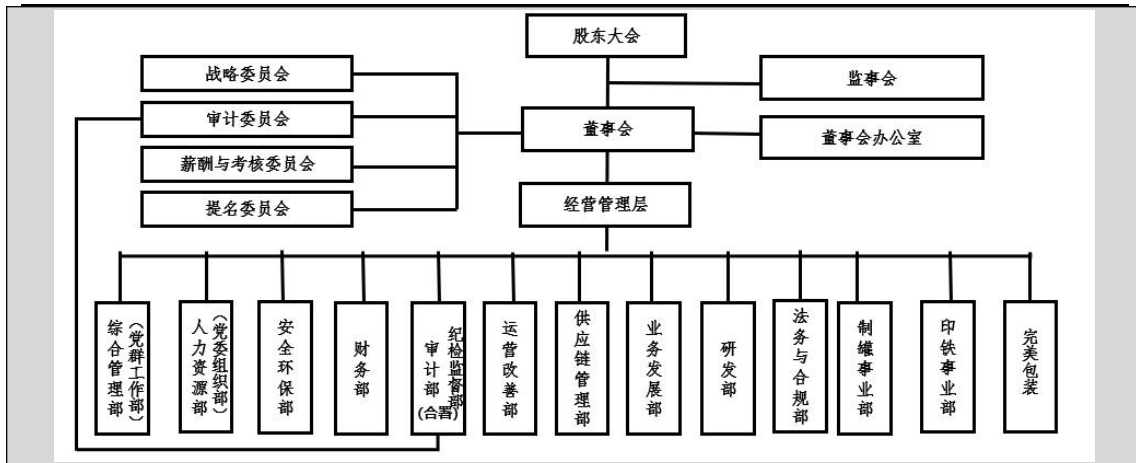 股东大会
战略委员会
监事会
审计委员会
董事会
董事会办公室
薪酬与考核委员会
提名委员会
经营管理层
综合管理部
（党群工作部）
人力资源部
（党委组织部）
安全环保部
财务部
审计部
纪检监督部
(合署)
运营改善部
供应链管理部
业务发展部
研发部
法务与合规部
制罐事业部
印铁事业部
完美包装